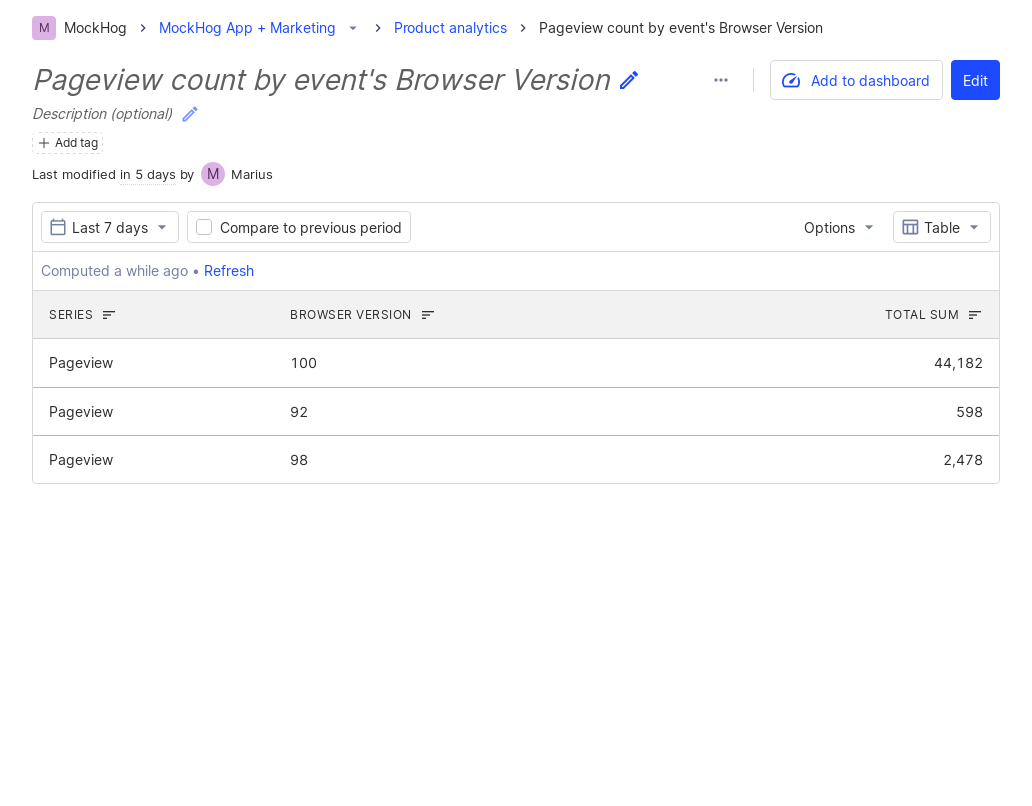 M MockHog MockHog App + Marketing Product analytics Pageview count by event's Browser Version
Pageview count by event's Browser Version Add to dashboard Edit
Description (optional)
Add tag
Last modified in 5 days by M Marius
Last 7 days Compare to previous period Options Table
Computed a while ago • Refresh
SERIES BROWSER VERSION TOTAL SUM
Pageview 100 44,182
Pageview 92 598
Pageview 98 2,478